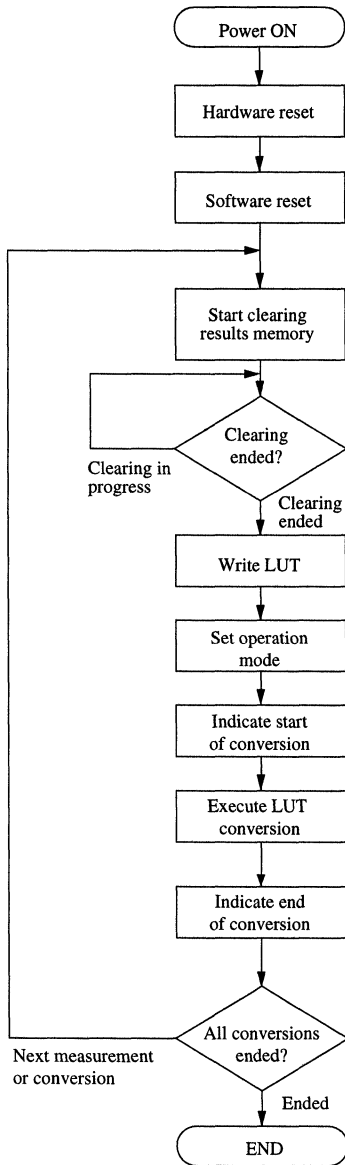 Power ON
Hardware reset
Software reset
Start clearing
results memory
Clearing
ended?
Clearing in
progress
Clearing
ended
Write LUT
Set operation
mode
Indicate start
of conversion
Execute LUT
conversion
Indicate end
of conversion
All conversions
ended?
Next measurement
or conversion
Ended
END